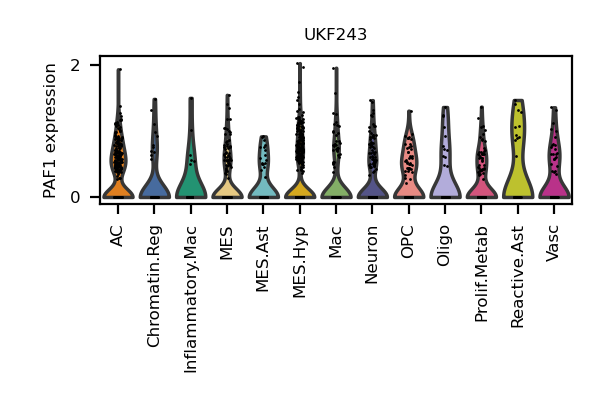 UKF243
PAF1 expression
2
0
AC
Chromatin.Reg
Inflammatory.Mac
MES
MES.Ast
MES.Hyp
Mac
Neuron
OPC
Oligo
Prolif.Metab
Reactive.Ast
Vasc